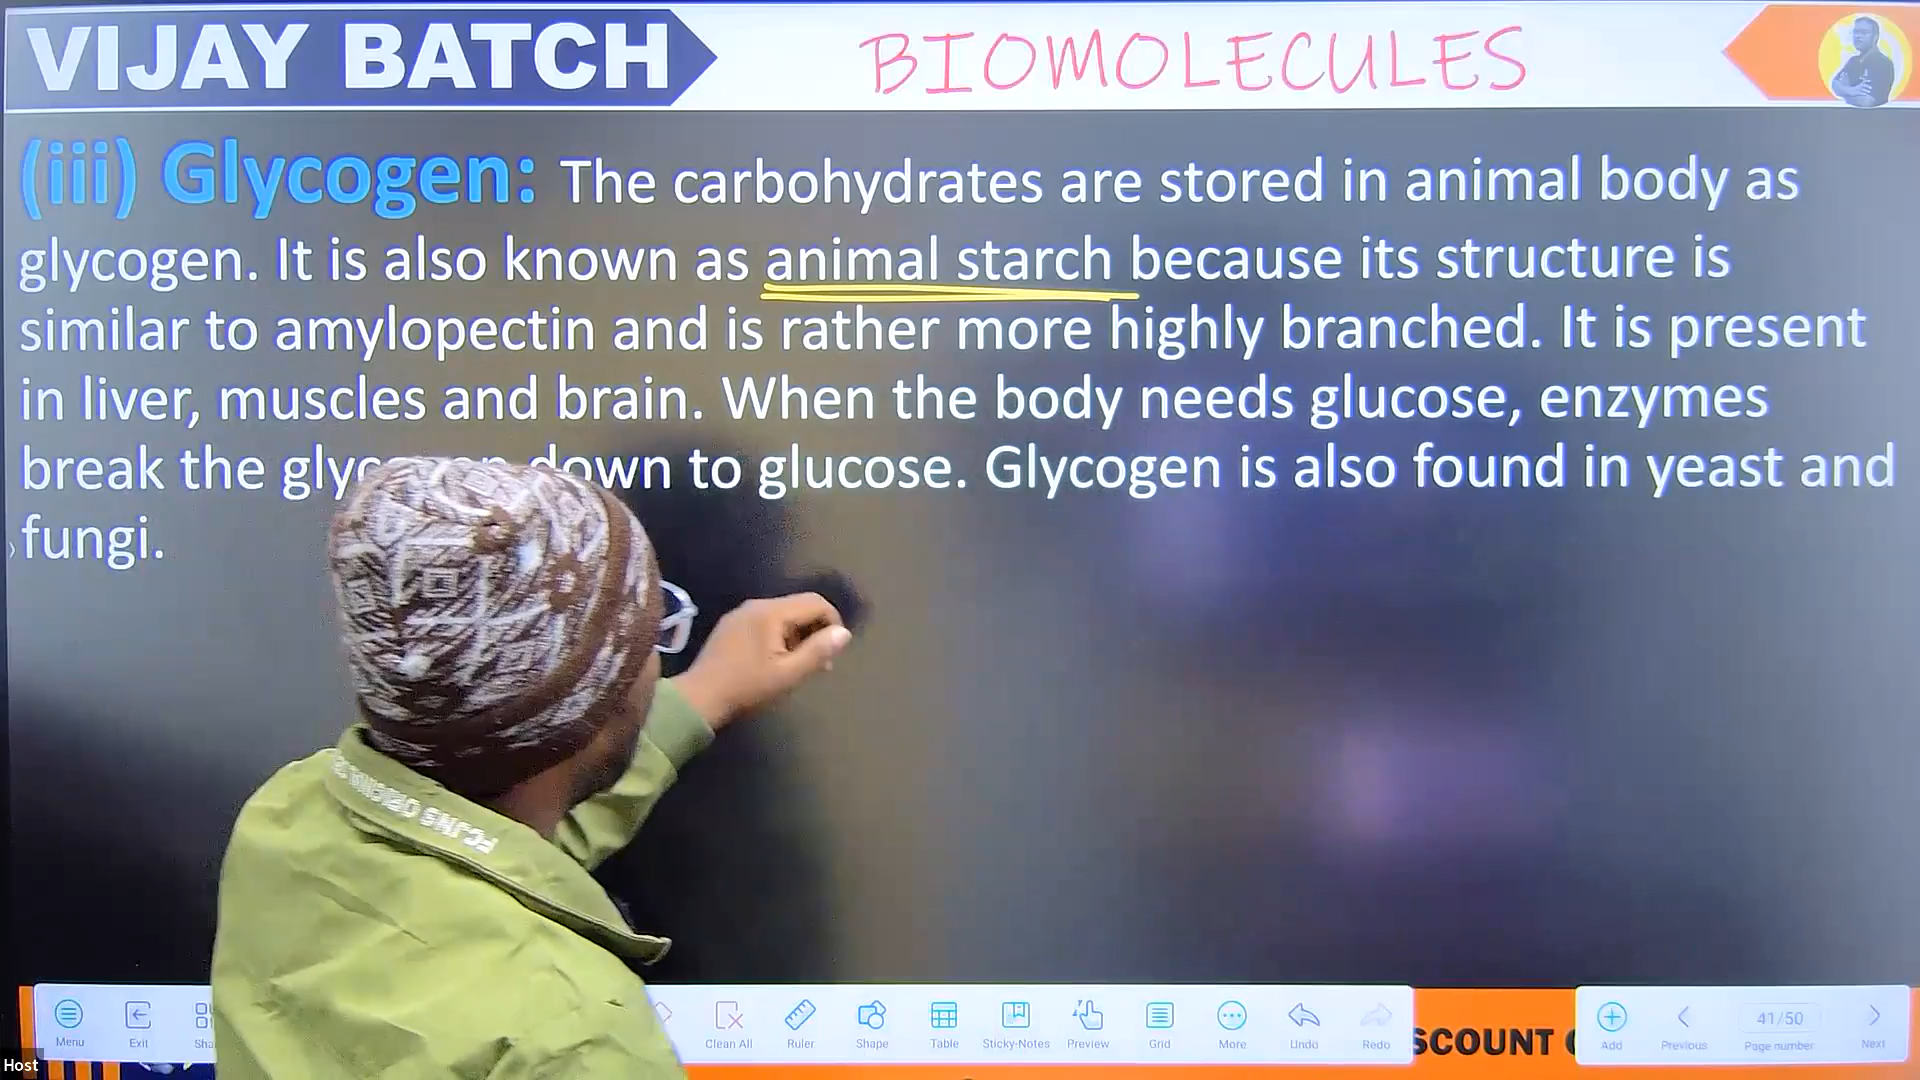 VIJAY BATCH
BIOMOLECULES
(iii) Glycogen: The carbohydrates are stored in animal body as
glycogen. It is also known as animal starch because its structure is
similar to amylopectin and is rather more highly branched. It is present
in liver, muscles and brain. When the body needs glucose, enzymes
break the glycogen down to glucose. Glycogen is also found in yeast and
fungi.
Menu Exit Clean All Ruler Shape Table Sticky-Notes Preview Grid More Undo Redo
SCOUNT
Add Previous 41/50 Page number Next
Host